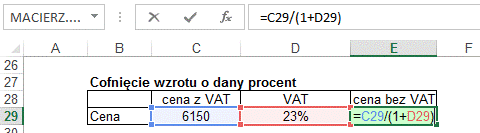 MACIERZ.... =C29/(1+D29)
A B C D E F
26
27 Cofnięcie wzrotu o dany procent
28 cena z VAT VAT cena bez VAT
29 Cena 6150 23% =C29/(1+D29)